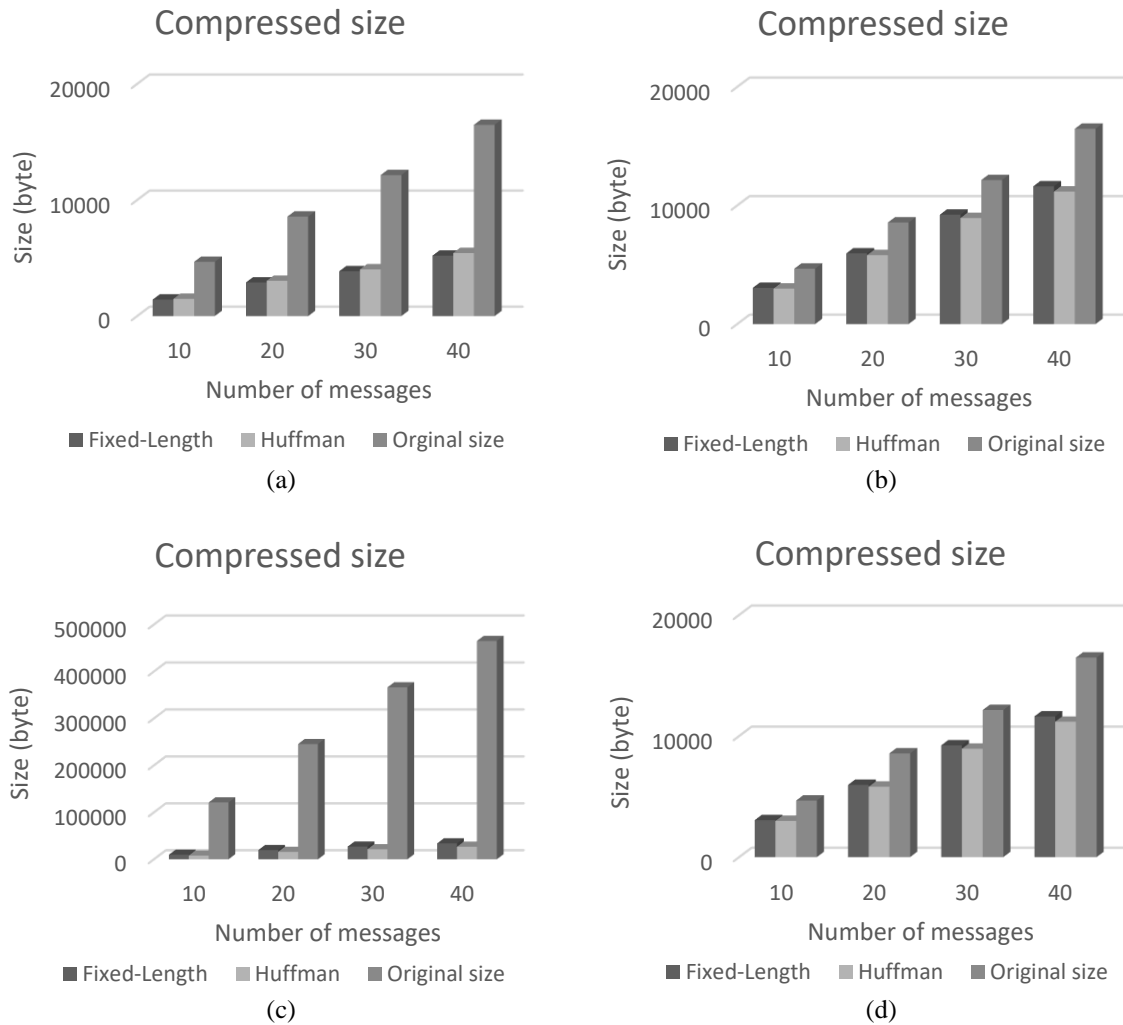 Compressed size
20000
10000
0
Size (byte)
10 20 30 40
Number of messages
Fixed-Length Huffman Orginal size
(a)
Compressed size
20000
10000
0
Size (byte)
10 20 30 40
Number of messages
Fixed-Length Huffman Original size
(b)
Compressed size
500000
400000
300000
200000
100000
0
Size (byte)
10 20 30 40
Number of messages
Fixed-Length Huffman Original size
(c)
Compressed size
20000
10000
0
Size (byte)
10 20 30 40
Number of messages
Fixed-Length Huffman Original size
(d)